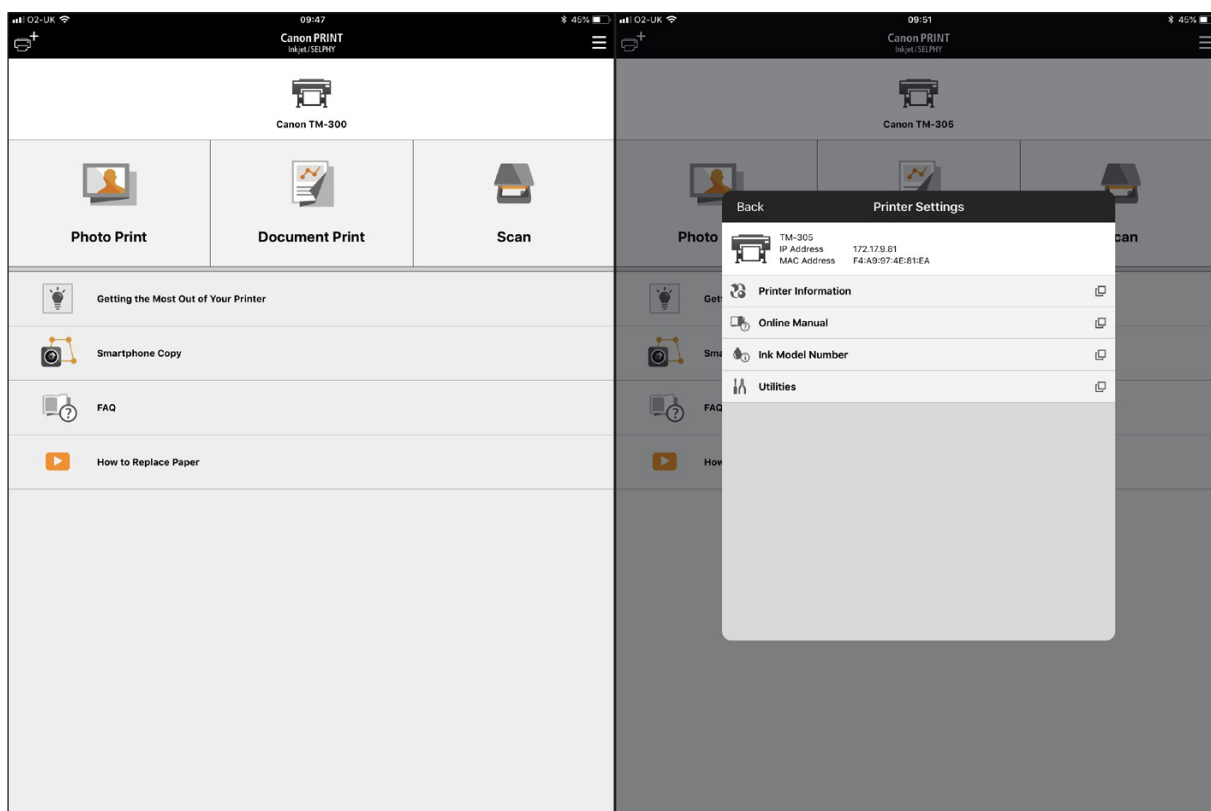 O2-UK 09:47 45%
Canon PRINT
Inkjet/SELPHY
Canon TM-300
Photo Print Document Print Scan
Getting the Most Out of Your Printer
Smartphone Copy
FAQ
How to Replace Paper
O2-UK 09:51 45%
Canon PRINT
Inkjet/SELPHY
Canon TM-305
Photo can
Back Printer Settings
TM-305
IP Address 172.17.9.81
MAC Address F4:A9:97:4E:81:EA
Get Printer Information
Online Manual
Sma Ink Model Number
Utilities
FAQ
How